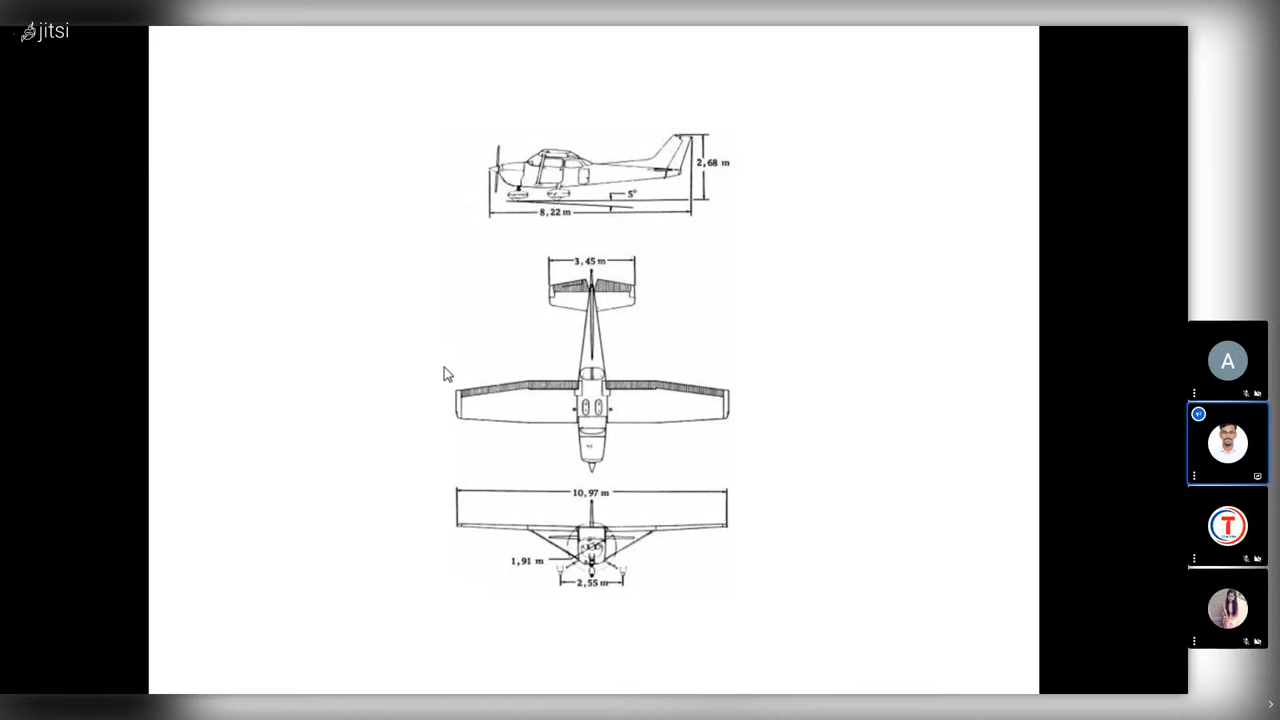 jitsi
2,68 m
5°
8,22 m
3,45 m
A
10,97 m
T
1,91 m
2,55 m